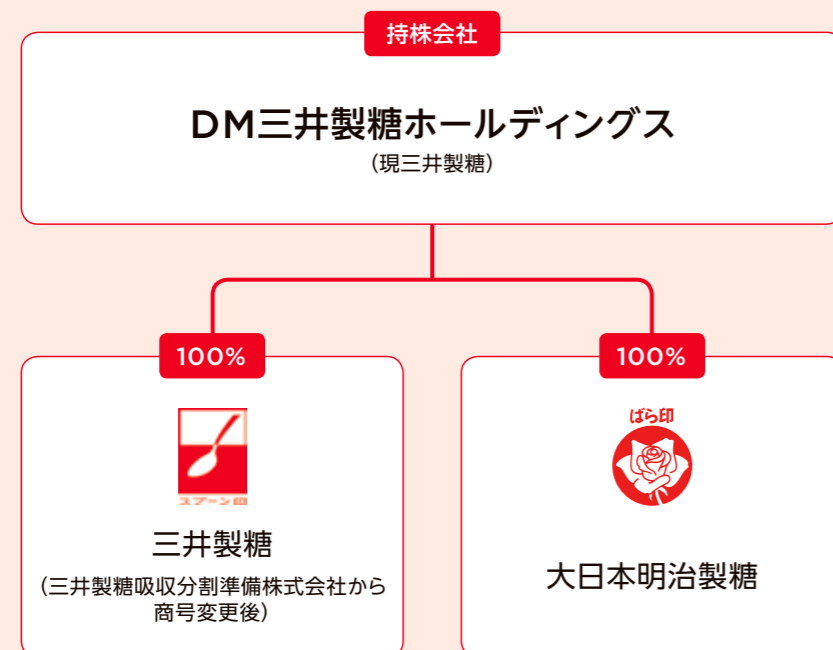 持株会社
DM三井製糖ホールディングス
（現三井製糖）
100%
100%
スプーン印
ばら印
三井製糖
（三井製糖吸収分割準備株式会社から
商号変更後）
大日本明治製糖